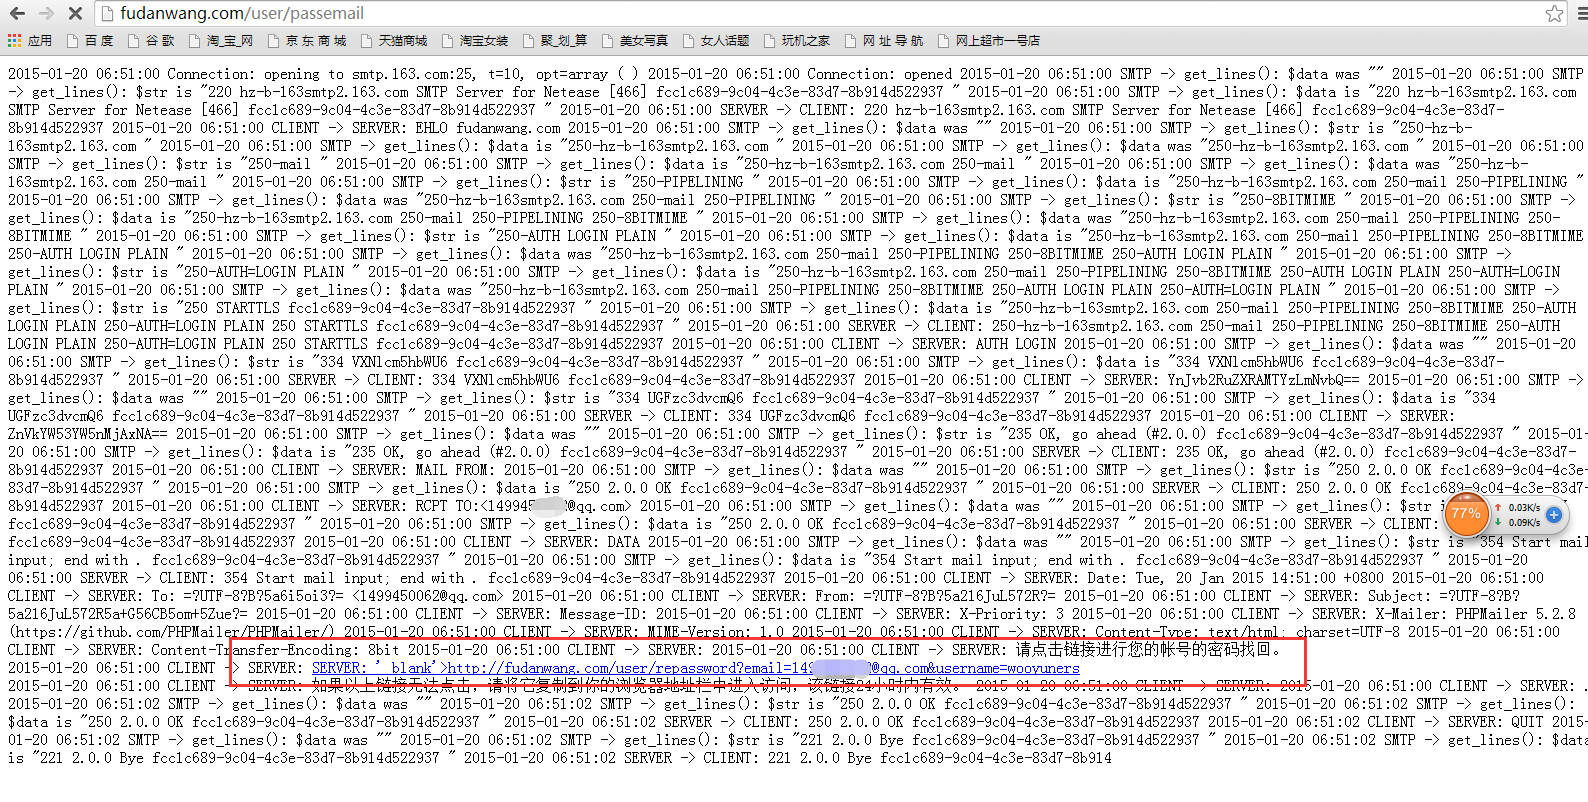 fudanwang.com/user/passemail
应用 百 度 谷 歌 淘_宝_网 京 东 商 城 天猫商城 淘宝女装 聚_划_算 美女写真 女人话题 玩机之家 网 址 导 航 网上超市一号店
2015-01-20 06:51:00 Connection: opening to smtp.163.com:25, t=10, opt=array ( ) 2015-01-20 06:51:00 Connection: opened 2015-01-20 06:51:00 SMTP -> get_lines(): $data was "" 2015-01-20 06:51:00 SMTP
-> get_lines(): $str is "220 hz-b-163smtp2.163.com SMTP Server for Netease [466] fcc1c689-9c04-4c3e-83d7-8b914d522937 " 2015-01-20 06:51:00 SMTP -> get_lines(): $data is "220 hz-b-163smtp2.163.com
SMTP Server for Netease [466] fcc1c689-9c04-4c3e-83d7-8b914d522937 " 2015-01-20 06:51:00 SERVER -> CLIENT: 220 hz-b-163smtp2.163.com SMTP Server for Netease [466] fcc1c689-9c04-4c3e-83d7-
8b914d522937 2015-01-20 06:51:00 CLIENT -> SERVER: EHLO fudanwang.com 2015-01-20 06:51:00 SMTP -> get_lines(): $data was "" 2015-01-20 06:51:00 SMTP -> get_lines(): $str is "250-hz-b-
163smtp2.163.com " 2015-01-20 06:51:00 SMTP -> get_lines(): $data is "250-hz-b-163smtp2.163.com " 2015-01-20 06:51:00 SMTP -> get_lines(): $data was "250-hz-b-163smtp2.163.com " 2015-01-20 06:51:00
SMTP -> get_lines(): $str is "250-mail " 2015-01-20 06:51:00 SMTP -> get_lines(): $data is "250-hz-b-163smtp2.163.com 250-mail " 2015-01-20 06:51:00 SMTP -> get_lines(): $data was "250-hz-b-
163smtp2.163.com 250-mail " 2015-01-20 06:51:00 SMTP -> get_lines(): $str is "250-PIPELINING " 2015-01-20 06:51:00 SMTP -> get_lines(): $data is "250-hz-b-163smtp2.163.com 250-mail 250-PIPELINING "
2015-01-20 06:51:00 SMTP -> get_lines(): $data was "250-hz-b-163smtp2.163.com 250-mail 250-PIPELINING " 2015-01-20 06:51:00 SMTP -> get_lines(): $str is "250-8BITMIME " 2015-01-20 06:51:00 SMTP ->
get_lines(): $data is "250-hz-b-163smtp2.163.com 250-mail 250-PIPELINING 250-8BITMIME " 2015-01-20 06:51:00 SMTP -> get_lines(): $data was "250-hz-b-163smtp2.163.com 250-mail 250-PIPELINING 250-
8BITMIME " 2015-01-20 06:51:00 SMTP -> get_lines(): $str is "250-AUTH LOGIN PLAIN " 2015-01-20 06:51:00 SMTP -> get_lines(): $data is "250-hz-b-163smtp2.163.com 250-mail 250-PIPELINING 250-8BITMIME
250-AUTH LOGIN PLAIN " 2015-01-20 06:51:00 SMTP -> get_lines(): $data was "250-hz-b-163smtp2.163.com 250-mail 250-PIPELINING 250-8BITMIME 250-AUTH LOGIN PLAIN " 2015-01-20 06:51:00 SMTP ->
get_lines(): $str is "250-AUTH=LOGIN PLAIN " 2015-01-20 06:51:00 SMTP -> get_lines(): $data is "250-hz-b-163smtp2.163.com 250-mail 250-PIPELINING 250-8BITMIME 250-AUTH LOGIN PLAIN 250-AUTH=LOGIN
PLAIN " 2015-01-20 06:51:00 SMTP -> get_lines(): $data was "250-hz-b-163smtp2.163.com 250-mail 250-PIPELINING 250-8BITMIME 250-AUTH LOGIN PLAIN 250-AUTH=LOGIN PLAIN " 2015-01-20 06:51:00 SMTP ->
get_lines(): $str is "250 STARTTLS fcc1c689-9c04-4c3e-83d7-8b914d522937 " 2015-01-20 06:51:00 SMTP -> get_lines(): $data is "250-hz-b-163smtp2.163.com 250-mail 250-PIPELINING 250-8BITMIME 250-AUTH
LOGIN PLAIN 250-AUTH=LOGIN PLAIN 250 STARTTLS fcc1c689-9c04-4c3e-83d7-8b914d522937 " 2015-01-20 06:51:00 SERVER -> CLIENT: 250-hz-b-163smtp2.163.com 250-mail 250-PIPELINING 250-8BITMIME 250-AUTH
LOGIN PLAIN 250-AUTH=LOGIN PLAIN 250 STARTTLS fcc1c689-9c04-4c3e-83d7-8b914d522937 2015-01-20 06:51:00 CLIENT -> SERVER: AUTH LOGIN 2015-01-20 06:51:00 SMTP -> get_lines(): $data was "" 2015-01-20
06:51:00 SMTP -> get_lines(): $str is "334 VXNlcm5hbWU6 fcc1c689-9c04-4c3e-83d7-8b914d522937 " 2015-01-20 06:51:00 SMTP -> get_lines(): $data is "334 VXNlcm5hbWU6 fcc1c689-9c04-4c3e-83d7-
8b914d522937 " 2015-01-20 06:51:00 SERVER -> CLIENT: 334 VXNlcm5hbWU6 fcc1c689-9c04-4c3e-83d7-8b914d522937 2015-01-20 06:51:00 CLIENT -> SERVER: YnJvb2RuZXRAMTYzLmNvbQ== 2015-01-20 06:51:00 SMTP ->
get_lines(): $data was "" 2015-01-20 06:51:00 SMTP -> get_lines(): $str is "334 UGFzc3dvcmQ6 fcc1c689-9c04-4c3e-83d7-8b914d522937 " 2015-01-20 06:51:00 SMTP -> get_lines(): $data is "334
UGFzc3dvcmQ6 fcc1c689-9c04-4c3e-83d7-8b914d522937 " 2015-01-20 06:51:00 SERVER -> CLIENT: 334 UGFzc3dvcmQ6 fcc1c689-9c04-4c3e-83d7-8b914d522937 2015-01-20 06:51:00 CLIENT -> SERVER:
ZnVkYW53YW5nMjAxNA== 2015-01-20 06:51:00 SMTP -> get_lines(): $data was "" 2015-01-20 06:51:00 SMTP -> get_lines(): $str is "235 OK, go ahead (#2.0.0) fcc1c689-9c04-4c3e-83d7-8b914d522937 " 2015-01-
20 06:51:00 SMTP -> get_lines(): $data is "235 OK, go ahead (#2.0.0) fcc1c689-9c04-4c3e-83d7-8b914d522937 " 2015-01-20 06:51:00 SERVER -> CLIENT: 235 OK, go ahead (#2.0.0) fcc1c689-9c04-4c3e-83d7-
8b914d522937 2015-01-20 06:51:00 CLIENT -> SERVER: MAIL FROM: 2015-01-20 06:51:00 SMTP -> get_lines(): $data was "" 2015-01-20 06:51:00 SMTP -> get_lines(): $str is "250 2.0.0 OK fcc1c689-9c04-4c3e-
83d7-8b914d522937 " 2015-01-20 06:51:00 SMTP -> get_lines(): $data is "250 2.0.0 OK fcc1c689-9c04-4c3e-83d7-8b914d522937 " 2015-01-20 06:51:00 SERVER -> CLIENT: 250 2.0.0 OK fcc1c689-9c04-4c3e-83d7-
8b914d522937 2015-01-20 06:51:00 CLIENT -> SERVER: RCPT TO:<149945 @qq.com> 2015-01-20 06:51:00 SMTP -> get_lines(): $data was "" 2015-01-20 06:51:00 SMTP -> get_lines(): $str is "250 2.0.0 OK
fcc1c689-9c04-4c3e-83d7-8b914d522937 " 2015-01-20 06:51:00 SMTP -> get_lines(): $data is "250 2.0.0 OK fcc1c689-9c04-4c3e-83d7-8b914d522937 " 2015-01-20 06:51:00 SERVER -> CLIENT:
fcc1c689-9c04-4c3e-83d7-8b914d522937 2015-01-20 06:51:00 CLIENT -> SERVER: DATA 2015-01-20 06:51:00 SMTP -> get_lines(): $data was "" 2015-01-20 06:51:00 SMTP -> get_lines(): $str is "354 Start mail
input; end with . fcc1c689-9c04-4c3e-83d7-8b914d522937 " 2015-01-20 06:51:00 SMTP -> get_lines(): $data is "354 Start mail input; end with . fcc1c689-9c04-4c3e-83d7-8b914d522937 " 2015-01-20
06:51:00 SERVER -> CLIENT: 354 Start mail input; end with . fcc1c689-9c04-4c3e-83d7-8b914d522937 2015-01-20 06:51:00 CLIENT -> SERVER: Date: Tue, 20 Jan 2015 14:51:00 +0800 2015-01-20 06:51:00
CLIENT -> SERVER: To: =?UTF-8?B?5a6i5oi3?= <1499450062@qq.com> 2015-01-20 06:51:00 CLIENT -> SERVER: From: =?UTF-8?B?5a216JuL572R?= 2015-01-20 06:51:00 CLIENT -> SERVER: Subject: =?UTF-8?B?
5a216JuL572R5a+G56CB5om+5Zue?= 2015-01-20 06:51:00 CLIENT -> SERVER: Message-ID: 2015-01-20 06:51:00 CLIENT -> SERVER: X-Priority: 3 2015-01-20 06:51:00 CLIENT -> SERVER: X-Mailer: PHPMailer 5.2.8
(https://github.com/PHPMailer/PHPMailer/) 2015-01-20 06:51:00 CLIENT -> SERVER: MIME-Version: 1.0 2015-01-20 06:51:00 CLIENT -> SERVER: Content-Type: text/html; charset=UTF-8 2015-01-20 06:51:00
CLIENT -> SERVER: Content-Transfer-Encoding: 8bit 2015-01-20 06:51:00 CLIENT -> SERVER: 2015-01-20 06:51:00 CLIENT -> SERVER: 请点击链接进行您的帐号的密码找回。
2015-01-20 06:51:00 CLIENT -> SERVER: SERVER: '_blank'>http://fudanwang.com/user/repassword?email=149 @qq.com&username=wooyuners
CLIENT -> SERVER: 如果以上链接无法点击，请将它复制到你的浏览器地址栏中进入访问，该链接24小时内有效。 2015-01-20 06:51:00 CLIENT -> SERVER: 2015-01-20 06:51:00 CLIENT -> SERVER: .
2015-01-20 06:51:02 SMTP -> get_lines(): $data was "" 2015-01-20 06:51:02 SMTP -> get_lines(): $str is "250 2.0.0 OK fcc1c689-9c04-4c3e-83d7-8b914d522937 " 2015-01-20 06:51:02 SMTP -> get_lines():
$data is "250 2.0.0 OK fcc1c689-9c04-4c3e-83d7-8b914d522937 " 2015-01-20 06:51:02 SERVER -> CLIENT: 250 2.0.0 OK fcc1c689-9c04-4c3e-83d7-8b914d522937 2015-01-20 06:51:02 CLIENT -> SERVER: QUIT 2015-
01-20 06:51:02 SMTP -> get_lines(): $data was "" 2015-01-20 06:51:02 SMTP -> get_lines(): $str is "221 2.0.0 Bye fcc1c689-9c04-4c3e-83d7-8b914d522937 " 2015-01-20 06:51:02 SMTP -> get_lines(): $data
is "221 2.0.0 Bye fcc1c689-9c04-4c3e-83d7-8b914d522937 " 2015-01-20 06:51:02 SERVER -> CLIENT: 221 2.0.0 Bye fcc1c689-9c04-4c3e-83d7-8b914
77%
0.03K/s
0.09K/s